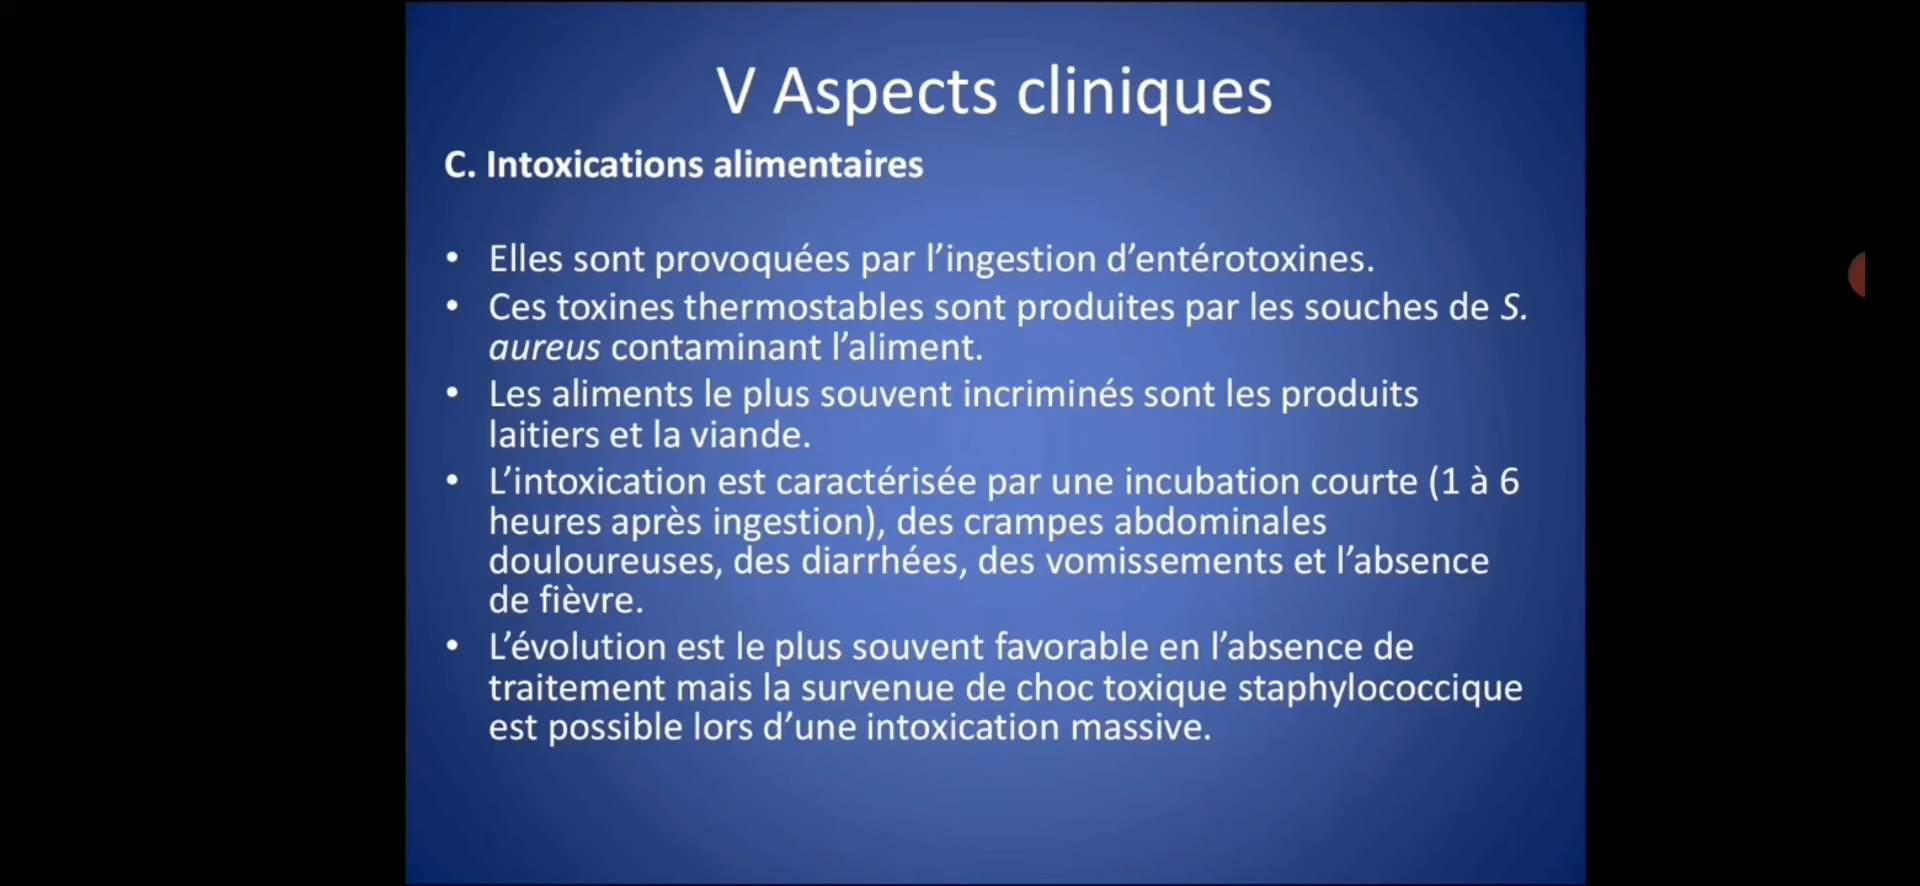 V Aspects cliniques
C. Intoxications alimentaires
• Elles sont provoquées par l’ingestion d’entérotoxines.
• Ces toxines thermostables sont produites par les souches de S.
aureus contaminant l’aliment.
• Les aliments le plus souvent incriminés sont les produits
laitiers et la viande.
• L’intoxication est caractérisée par une incubation courte (1 à 6
heures après ingestion), des crampes abdominales
douloureuses, des diarrhées, des vomissements et l’absence
de fièvre.
• L’évolution est le plus souvent favorable en l’absence de
traitement mais la survenue de choc toxique staphylococcique
est possible lors d’une intoxication massive.